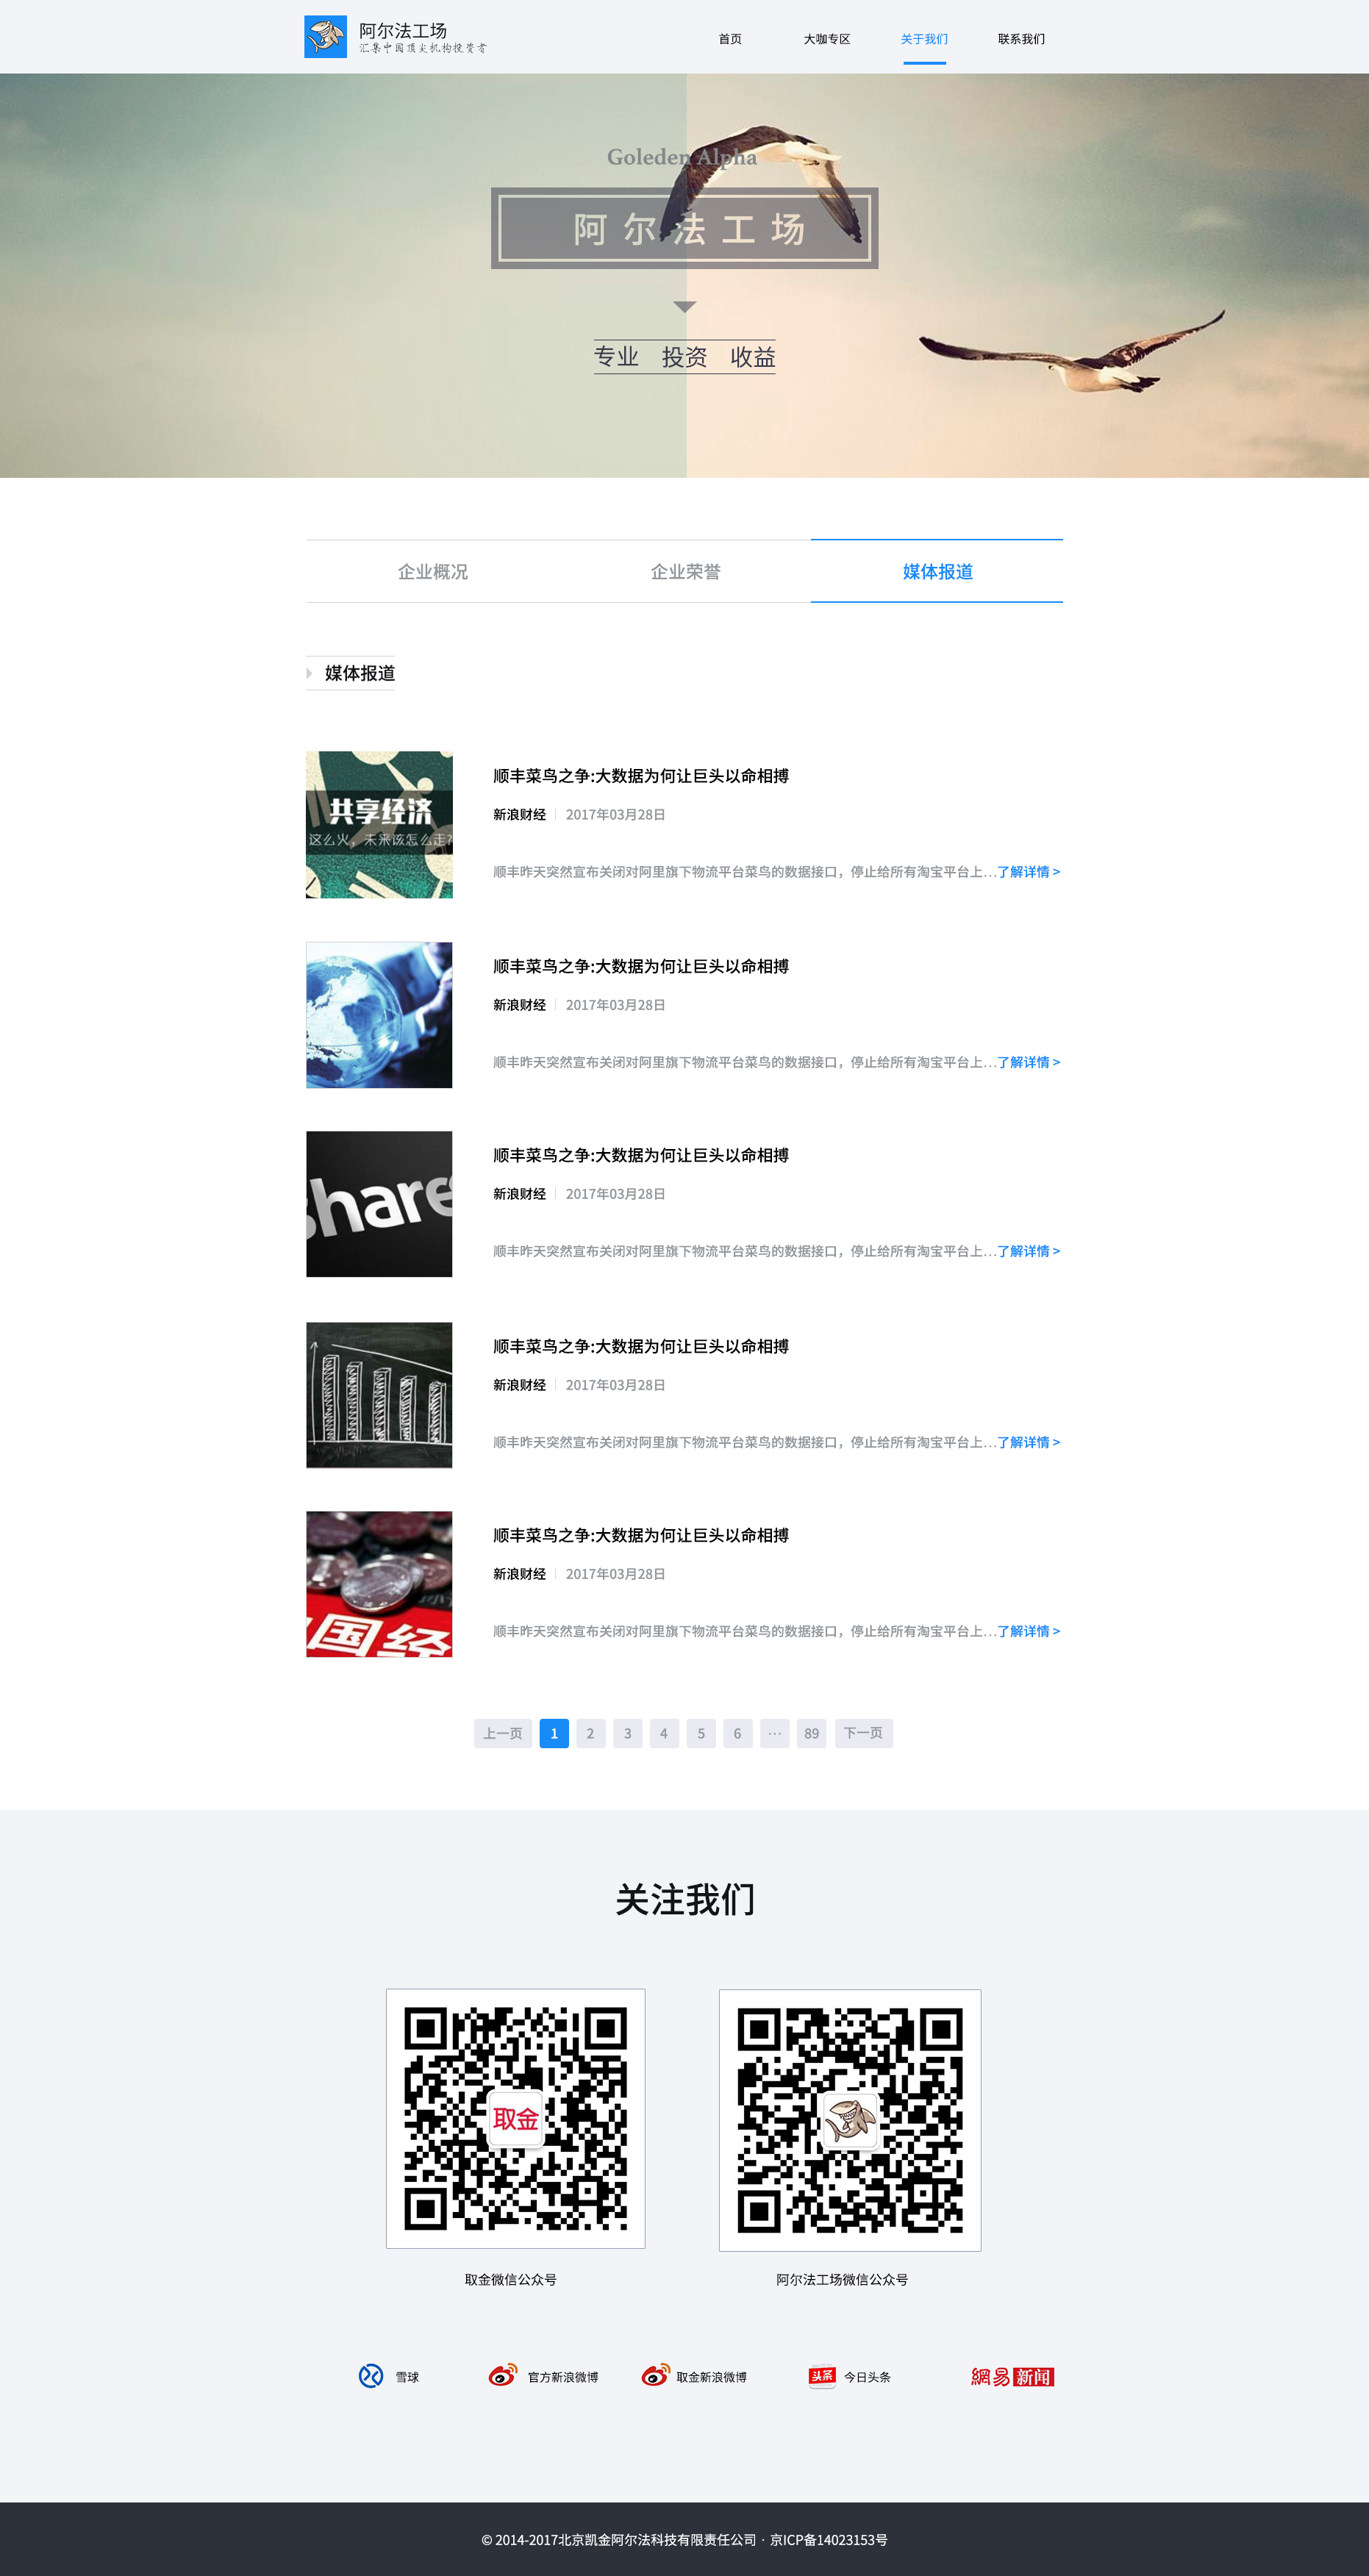 阿尔法工场
汇集中国顶尖机构投资者
首页 大咖专区 关于我们 联系我们
Goleden Alpha
阿尔法工场
专业 投资 收益
企业概况 企业荣誉 媒体报道
媒体报道
共享经济
这么火，未来该怎么走?
顺丰菜鸟之争:大数据为何让巨头以命相搏
新浪财经 2017年03月28日
顺丰昨天突然宣布关闭对阿里旗下物流平台菜鸟的数据接口，停止给所有淘宝平台上...了解详情 >
顺丰菜鸟之争:大数据为何让巨头以命相搏
新浪财经 2017年03月28日
顺丰昨天突然宣布关闭对阿里旗下物流平台菜鸟的数据接口，停止给所有淘宝平台上...了解详情 >
share
顺丰菜鸟之争:大数据为何让巨头以命相搏
新浪财经 2017年03月28日
顺丰昨天突然宣布关闭对阿里旗下物流平台菜鸟的数据接口，停止给所有淘宝平台上...了解详情 >
顺丰菜鸟之争:大数据为何让巨头以命相搏
新浪财经 2017年03月28日
顺丰昨天突然宣布关闭对阿里旗下物流平台菜鸟的数据接口，停止给所有淘宝平台上...了解详情 >
国经
顺丰菜鸟之争:大数据为何让巨头以命相搏
新浪财经 2017年03月28日
顺丰昨天突然宣布关闭对阿里旗下物流平台菜鸟的数据接口，停止给所有淘宝平台上...了解详情 >
上一页 1 2 3 4 5 6 ... 89 下一页
关注我们
取金
取金微信公众号 阿尔法工场微信公众号
雪球 官方新浪微博 取金新浪微博 头条 今日头条 網易新闻
© 2014-2017北京凯金阿尔法科技有限责任公司 · 京ICP备14023153号